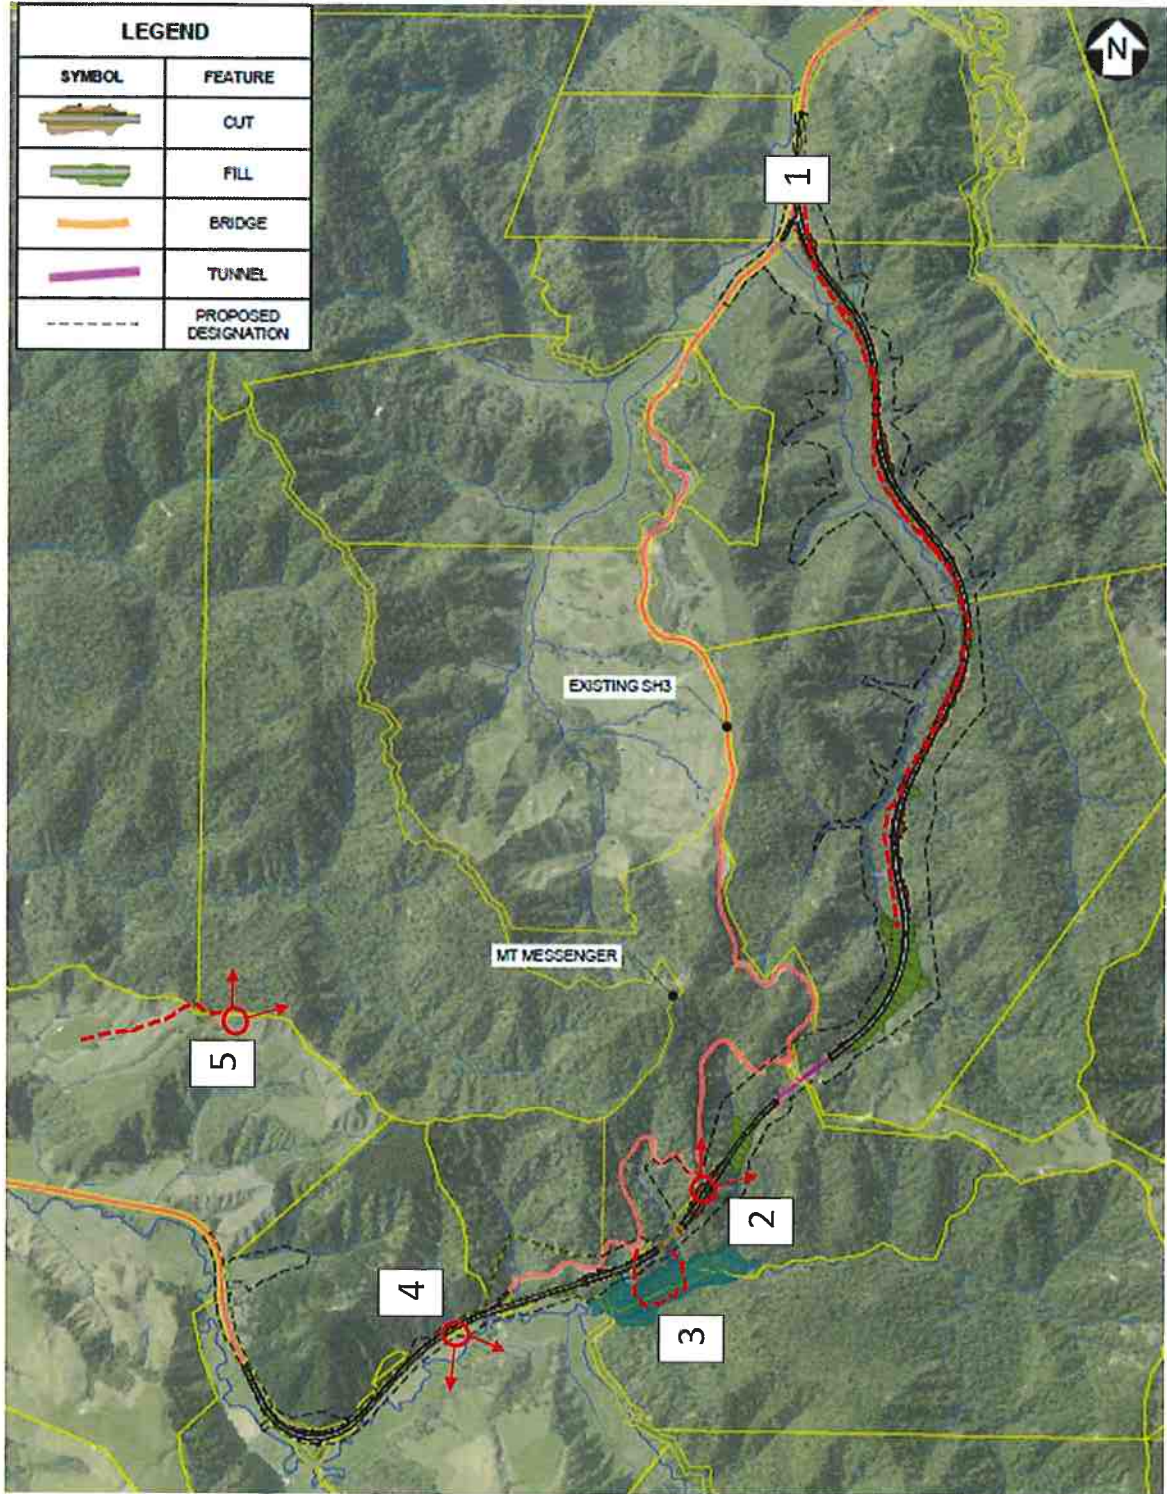 LEGEND
SYMBOL FEATURE
CUT
FILL
BRIDGE
TUNNEL
PROPOSED
DESIGNATION
N
1
EXISTING SH3
MT MESSENGER
5
2
4
3